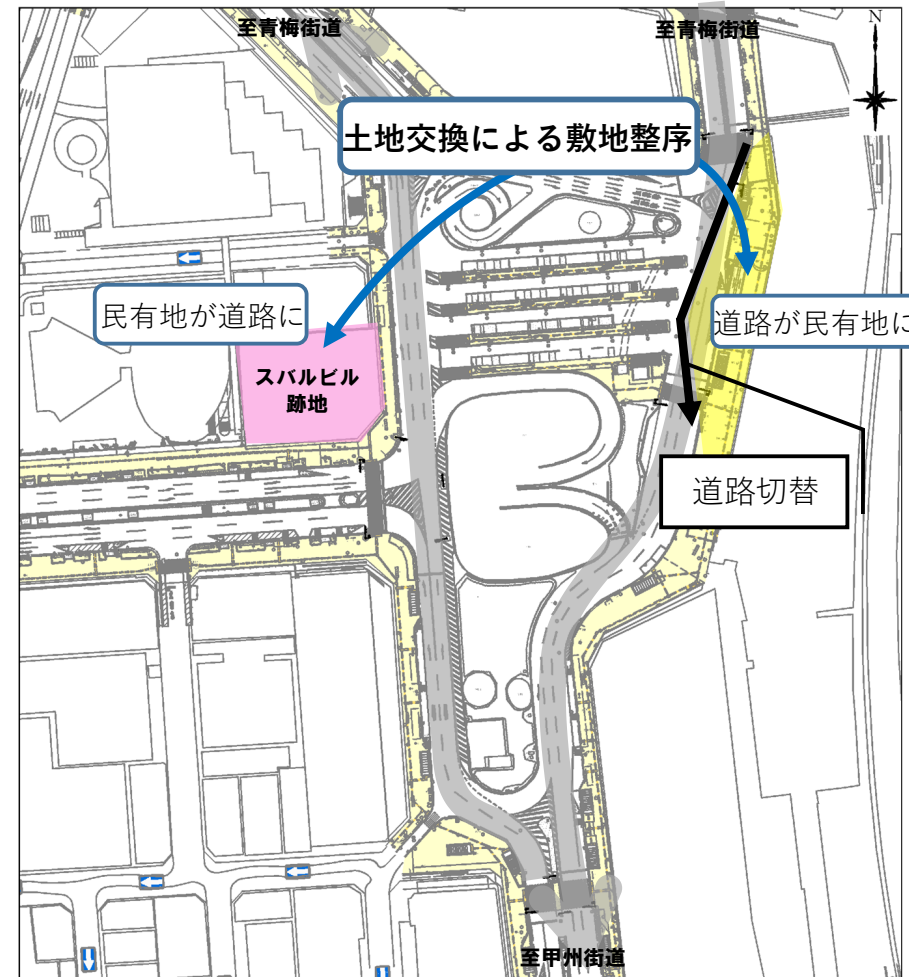 至青梅街道
至青梅街道
N
土地交換による敷地整序
民有地が道路に
道路が民有地に
スバルビル
跡地
道路切替
至甲州街道